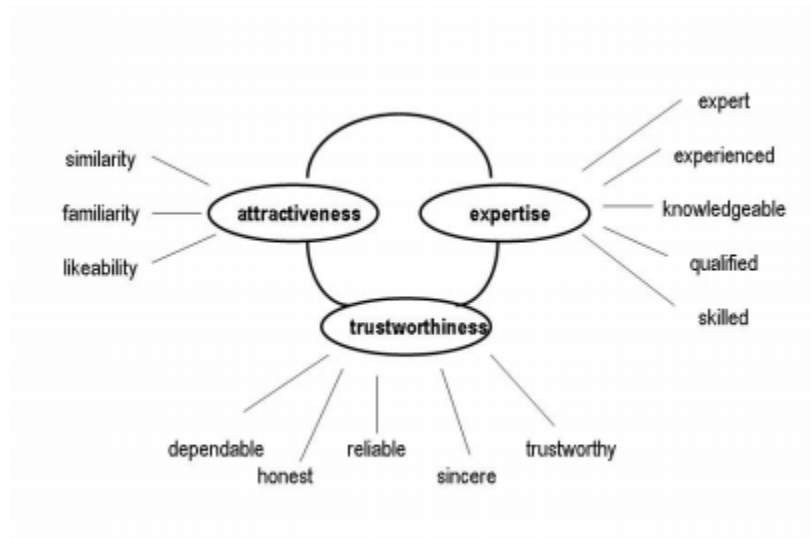 expert
similarity
experienced
familiarity
attractiveness
expertise
knowledgeable
likeability
qualified
skilled
trustworthiness
dependable
honest
reliable
sincere
trustworthy